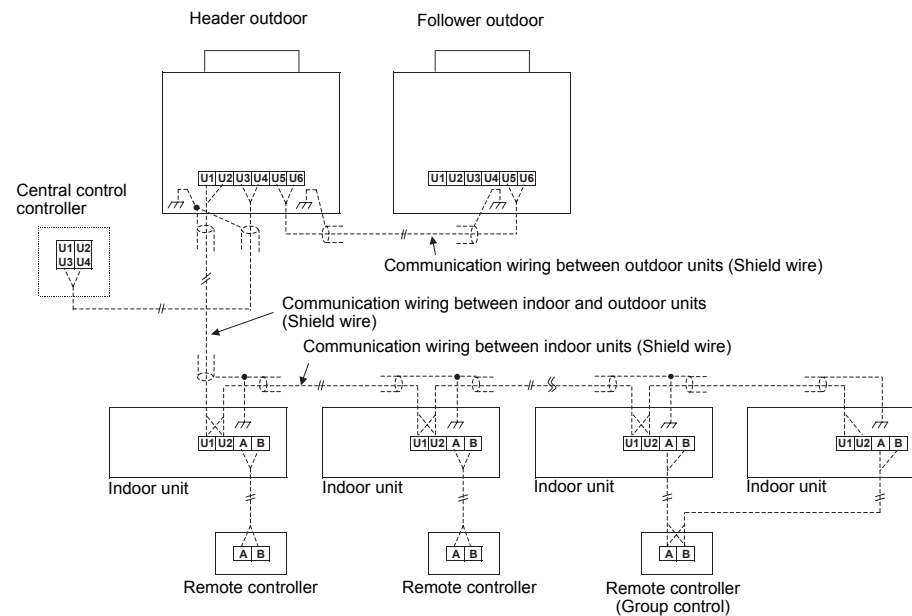 Header outdoor
Follower outdoor
U1 U2 U3 U4 U5 U6
U1 U2 U3 U4 U5 U6
Central control
controller
U1 U2
U3 U4
Communication wiring between outdoor units (Shield wire)
Communication wiring between indoor and outdoor units
(Shield wire)
Communication wiring between indoor units (Shield wire)
U1 U2 A B
U1 U2 A B
U1 U2 A B
U1 U2 A B
Indoor unit
Indoor unit
Indoor unit
Indoor unit
A B
A B
A B
Remote controller
Remote controller
Remote controller
(Group control)